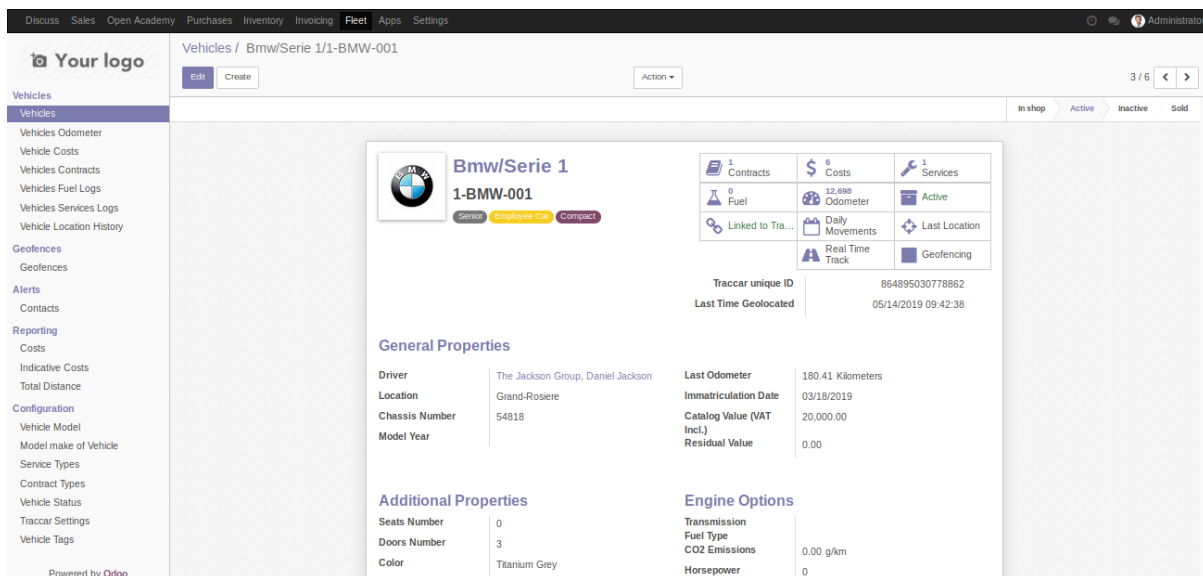 Discuss Sales Open Academy Purchases Inventory Invoicing Fleet Apps Settings Administrator
Your logo
Vehicles / Bmw/Serie 1/1-BMW-001
Edit Create Action 3 / 6
In shop Active Inactive Sold
Vehicles
Vehicles
Vehicles Odometer
Vehicle Costs
Vehicles Contracts
Vehicles Fuel Logs
Vehicles Services Logs
Vehicle Location History
Geofences
Geofences
Alerts
Contacts
Reporting
Costs
Indicative Costs
Total Distance
Configuration
Vehicle Model
Model make of Vehicle
Service Types
Contract Types
Vehicle Status
Traccar Settings
Vehicle Tags
Powered by Odoo
BMW
Bmw/Serie 1
1-BMW-001
Senior Employee Car Compact
1 Contracts
$ 6 Costs
1 Services
0 Fuel
12,698 Odometer
Active
Linked to Tra...
Daily Movements
Last Location
Real Time Track
Geofencing
Traccar unique ID 864895030778862
Last Time Geolocated 05/14/2019 09:42:38
General Properties
Driver The Jackson Group, Daniel Jackson
Location Grand-Rosiere
Chassis Number 54818
Model Year
Last Odometer 180.41 Kilometers
Immatriculation Date 03/18/2019
Catalog Value (VAT Incl.) 20,000.00
Residual Value 0.00
Additional Properties
Seats Number 0
Doors Number 3
Color Titanium Grey
Engine Options
Transmission
Fuel Type
CO2 Emissions 0.00 g/km
Horsepower 0